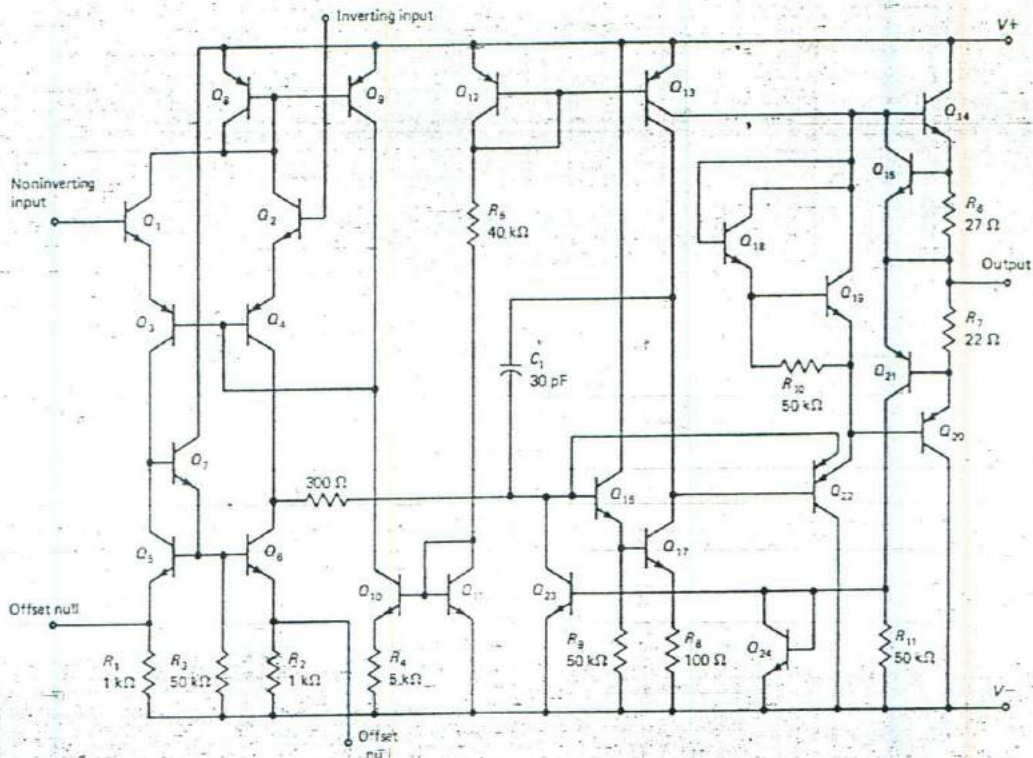 Inverting input
V+
Q8
Q9
Q12
Q13
Q14
Q15
Noninverting
input
Q1
Q2
R5
40 kΩ
R6
27 Ω
Q18
Output
Q3
Q4
Q19
R7
22 Ω
C1
30 pF
Q21
R10
50 kΩ
Q20
Q7
300 Ω
Q16
Q22
Q5
Q6
Q17
Q10
Q11
Q23
Offset null
R1
1 kΩ
R3
50 kΩ
R2
1 kΩ
R4
5 kΩ
R9
50 kΩ
R8
100 Ω
Q24
R11
50 kΩ
V−
Offset
null